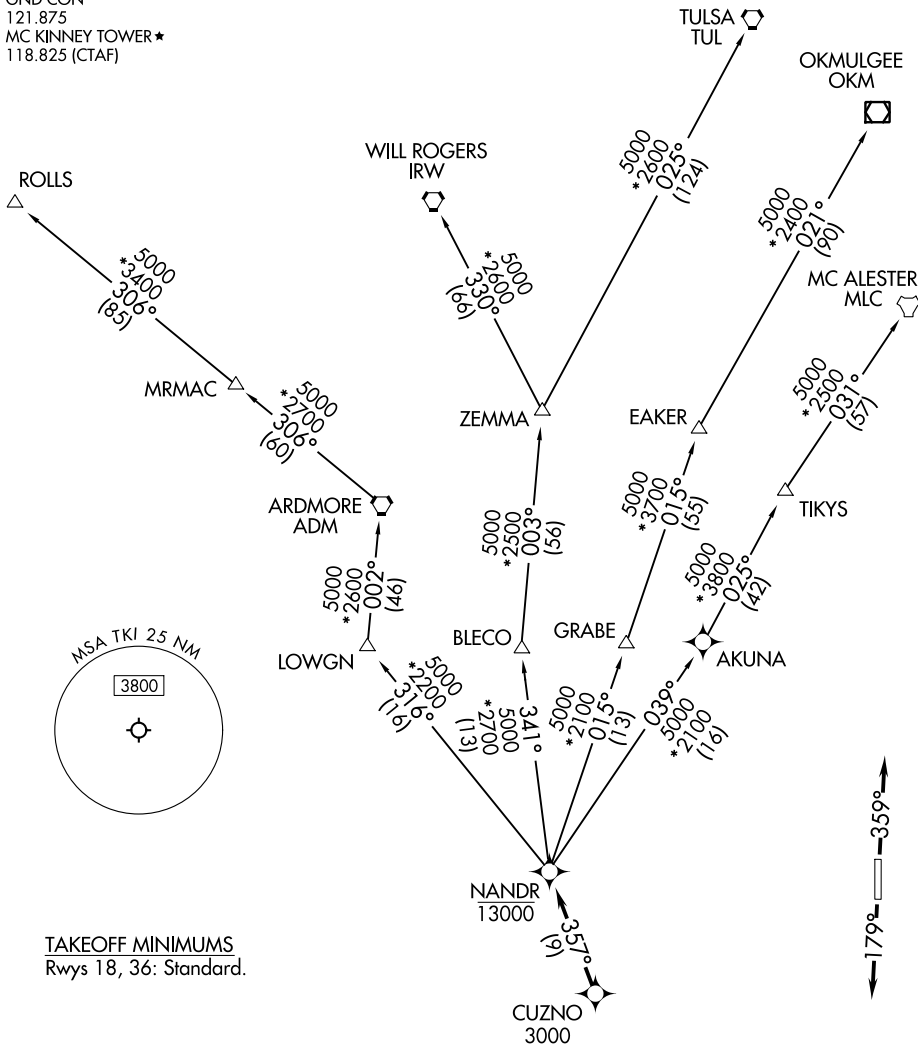 121.875
MC KINNEY TOWER★
118.825 (CTAF)
TULSA
TUL
OKMULGEE
OKM
WILL ROGERS
IRW
ROLLS
5000
*2600
025°
(124)
5000
*2400
021°
(90)
MC ALESTER
MLC
5000
*3400
306°
(85)
5000
*2600
330°
(66)
MRMAC
5000
*2700
306°
(60)
ZEMMA
EAKER
5000
*2500
031°
(57)
ARDMORE
ADM
5000
*2500
003°
(56)
5000
*3700
015°
(55)
TIKYS
5000
*2600
002°
(46)
5000
*3800
025°
(42)
LOWGN
BLECO
GRABE
AKUNA
MSA TKI 25 NM
3800
5000
*2200
316°
(16)
341°
5000
*2700
(13)
5000
*2100
015°
(13)
039°
5000
*2100
(16)
359°
179°
NANDR
13000
357°
(9)
CUZNO
3000
TAKEOFF MINIMUMS
Rwys 18, 36: Standard.